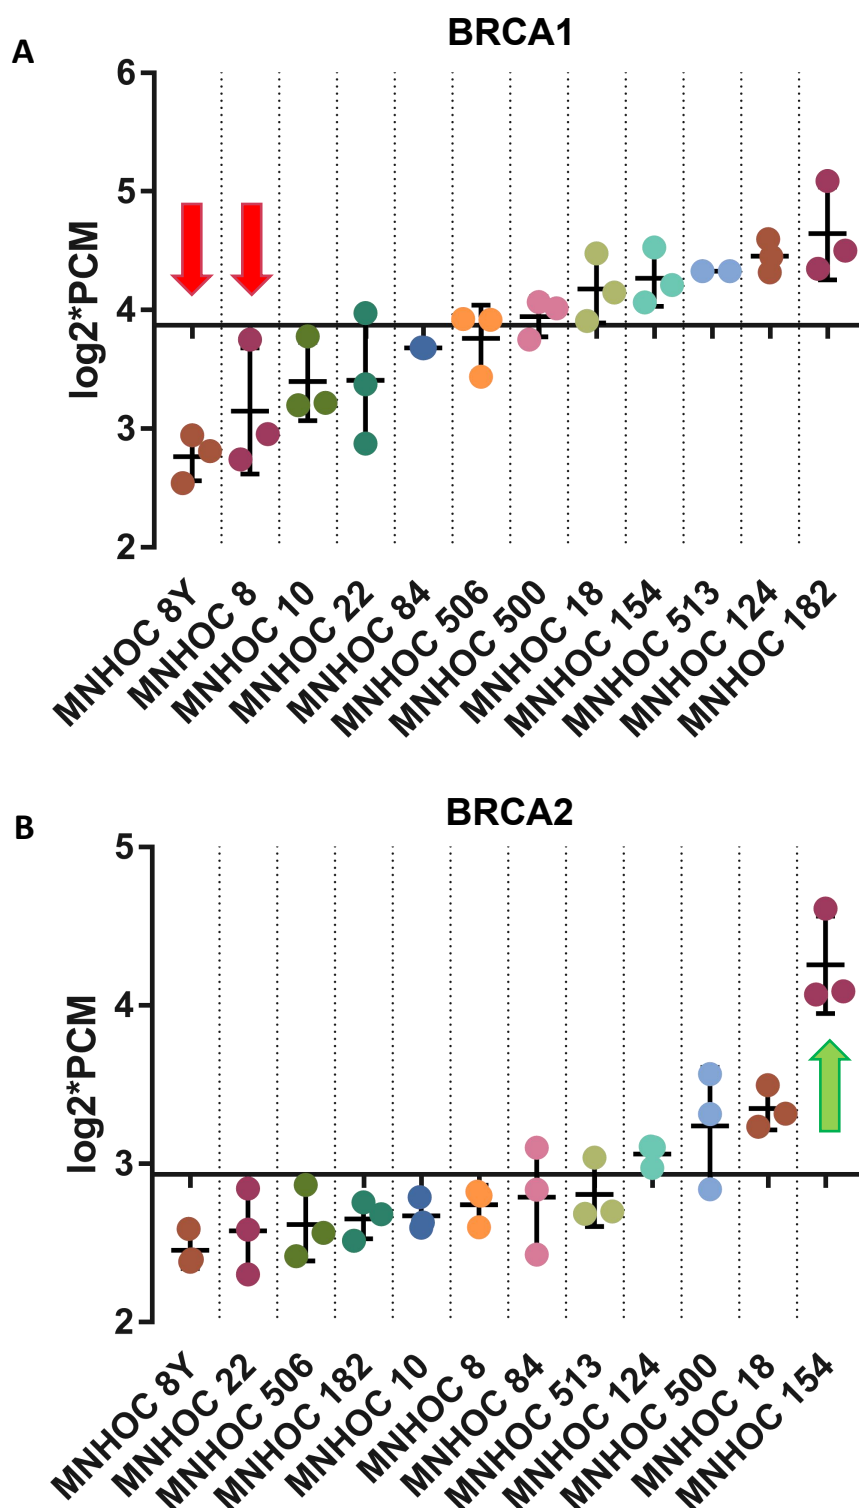 A
BRCA1
log2*PCM
6
5
4
3
2
MNHOC 8Y
MNHOC 8
MNHOC 10
MNHOC 22
MNHOC 84
MNHOC 506
MNHOC 500
MNHOC 18
MNHOC 154
MNHOC 513
MNHOC 124
MNHOC 182
B
BRCA2
log2*PCM
5
4
3
2
MNHOC 8Y
MNHOC 22
MNHOC 506
MNHOC 182
MNHOC 10
MNHOC 8
MNHOC 84
MNHOC 513
MNHOC 124
MNHOC 500
MNHOC 18
MNHOC 154